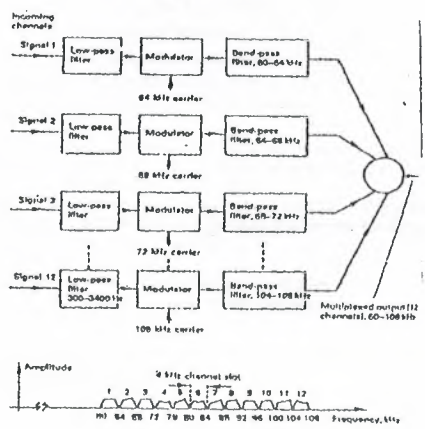 Incoming
channels
Signal 1
Low-pass
filter
Modulator
Band-pass
filter, 60–64 kHz
64 kHz carrier
Signal 2
Low-pass
filter
Modulator
Band-pass
filter, 64–68 kHz
68 kHz carrier
Signal 3
Low-pass
filter
Modulator
Band-pass
filter, 68–72 kHz
72 kHz carrier
Signal 12
Low-pass
filter
300–3400 Hz
Modulator
Band-pass
filter, 104–108 kHz
108 kHz carrier
Multiplexed output (12
channels), 60–108 kHz
Amplitude
4 kHz channel slot
1 2 3 4 5 6 7 8 9 10 11 12
60 64 68 72 76 80 84 88 92 96 100 104 108 Frequency, kHz